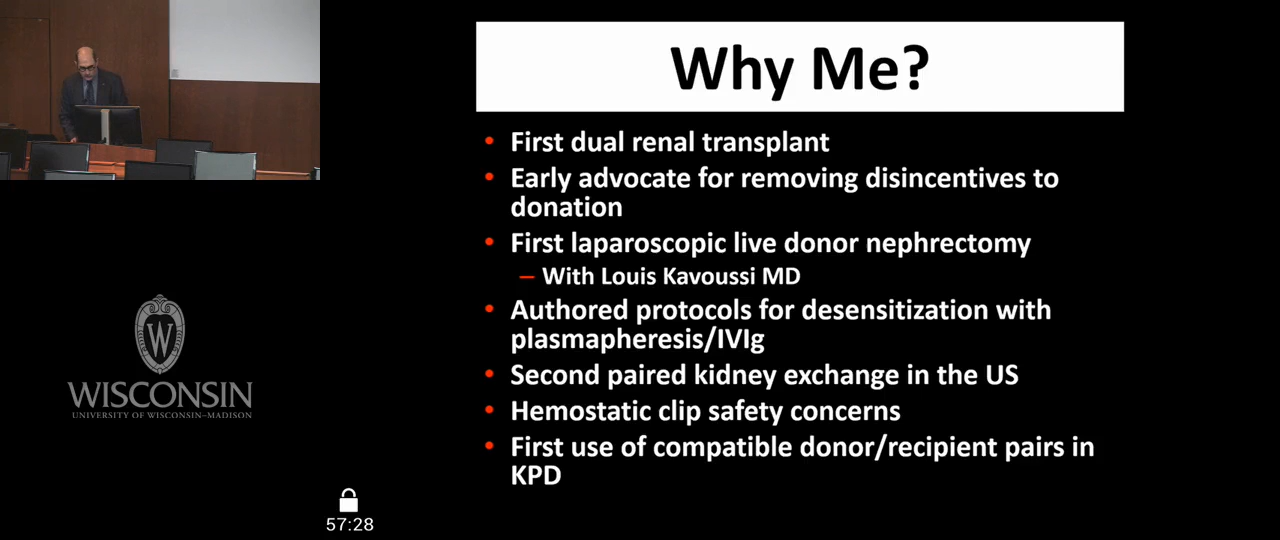 Why Me?
• First dual renal transplant
• Early advocate for removing disincentives to
donation
• First laparoscopic live donor nephrectomy
– With Louis Kavoussi MD
• Authored protocols for desensitization with
plasmapheresis/IVIg
• Second paired kidney exchange in the US
• Hemostatic clip safety concerns
• First use of compatible donor/recipient pairs in
KPD
W
WISCONSIN
UNIVERSITY OF WISCONSIN–MADISON
57:28